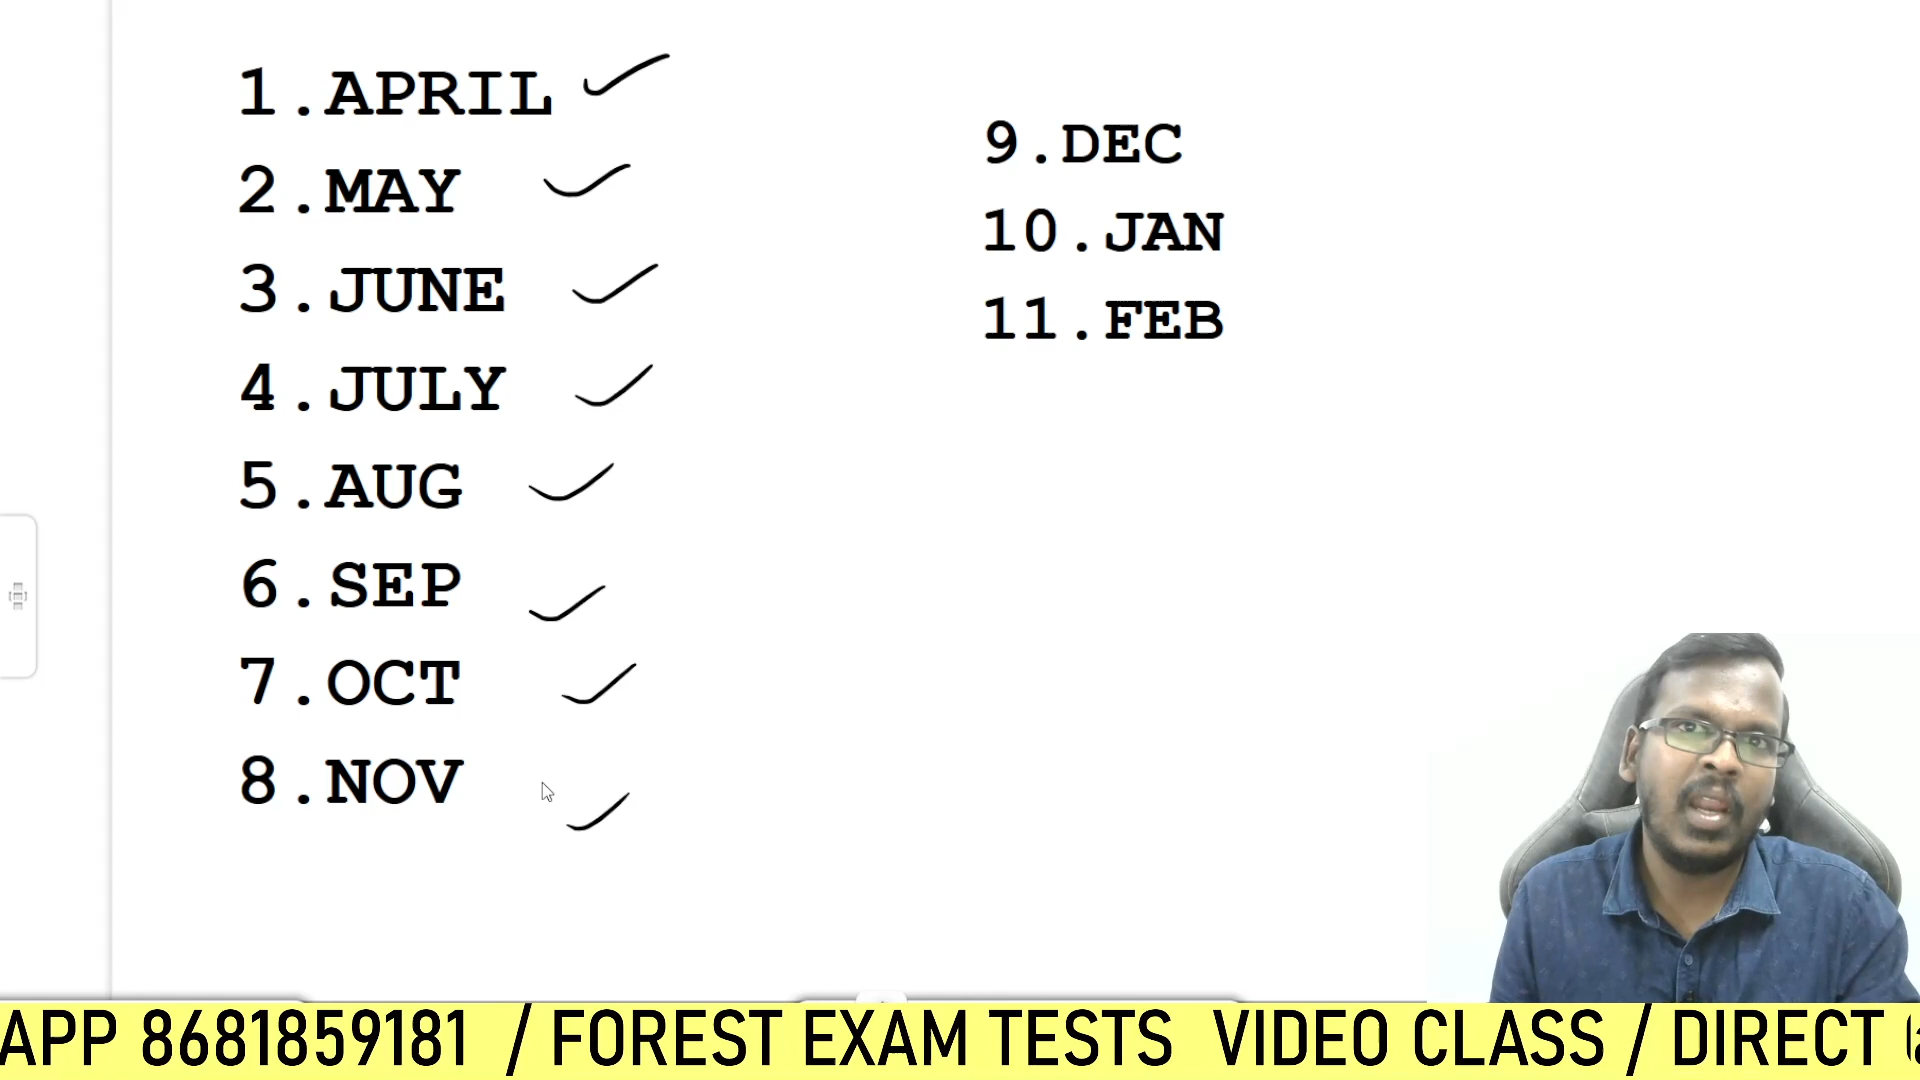 1.APRIL
2.MAY
3.JUNE
4.JULY
5.AUG
6.SEP
7.OCT
8.NOV
9.DEC
10.JAN
11.FEB
APP 8681859181 / FOREST EXAM TESTS VIDEO CLASS / DIRECT